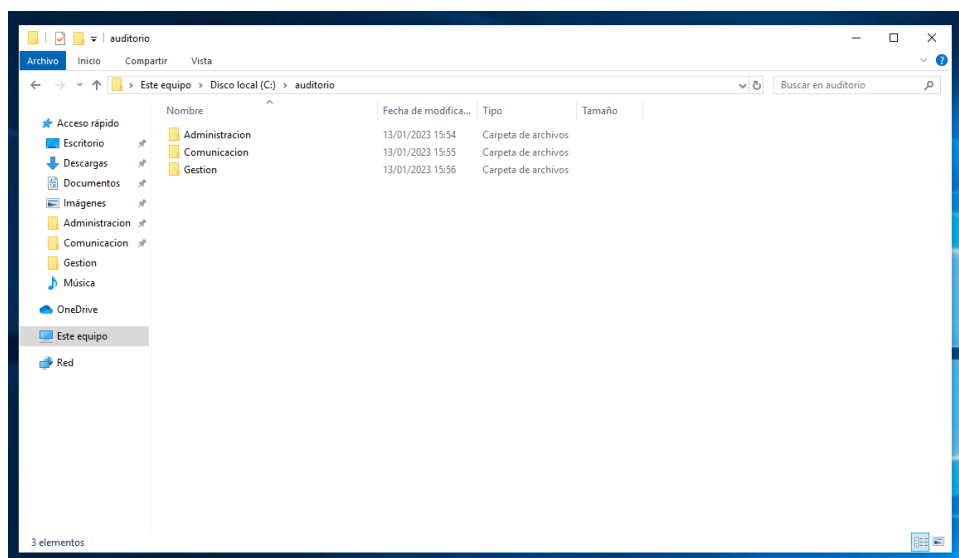 auditorio
Archivo Inicio Compartir Vista
Este equipo > Disco local (C:) > auditorio Buscar en auditorio
Nombre Fecha de modifica... Tipo Tamaño
Acceso rápido
Escritorio
Descargas
Documentos
Imágenes
Administracion
Comunicacion
Gestion
Música
OneDrive
Este equipo
Red
Administracion 13/01/2023 15:54 Carpeta de archivos
Comunicacion 13/01/2023 15:55 Carpeta de archivos
Gestion 13/01/2023 15:56 Carpeta de archivos
3 elementos